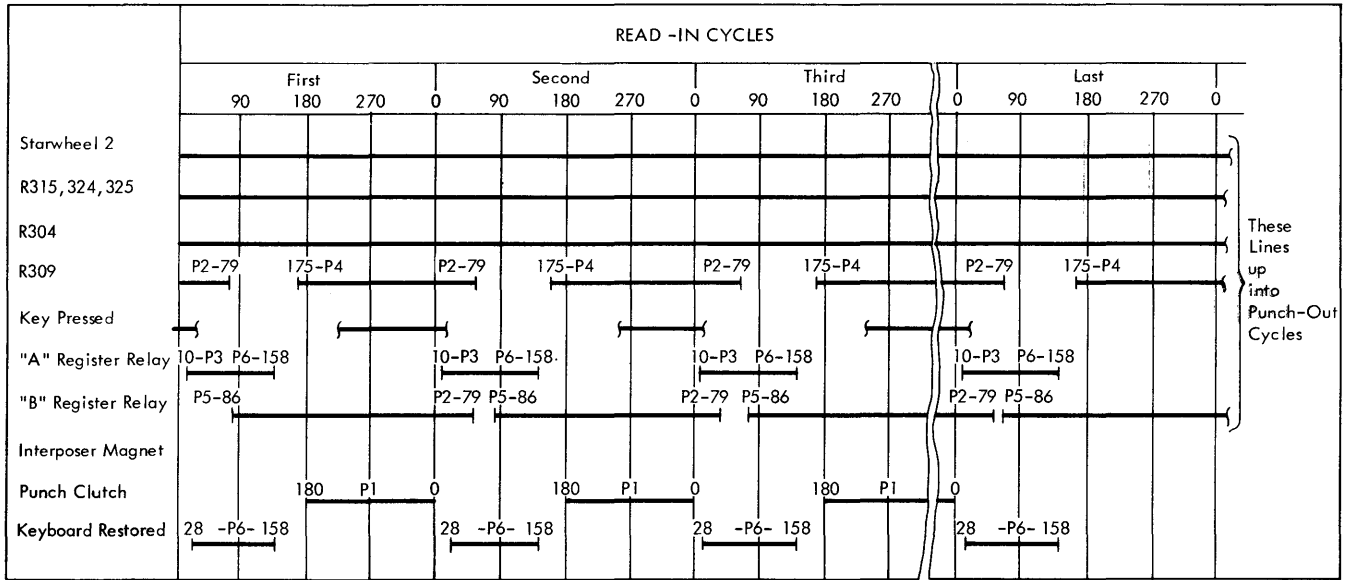 READ -IN CYCLES
First Second Third Last
90 180 270 0 90 180 270 0 90 180 270 0 90 180 270 0
Starwheel 2
R315, 324, 325
R304
R309 P2-79 175-P4 P2-79 175-P4 P2-79 175-P4 P2-79 175-P4
Key Pressed
"A" Register Relay 10-P3 P6-158 10-P3 P6-158. 10-P3 P6-158 10-P3 P6-158
"B" Register Relay P5-86 P2-79 P5-86 P2-79 P5-86 P2-79 P5-86
Interposer Magnet
Punch Clutch 180 P1 0 180 P1 0 180 P1 0
Keyboard Restored 28 -P6- 158 28 -P6- 158 28 -P6- 158 28 -P6- 158
These
Lines
up
into
Punch-Out
Cycles